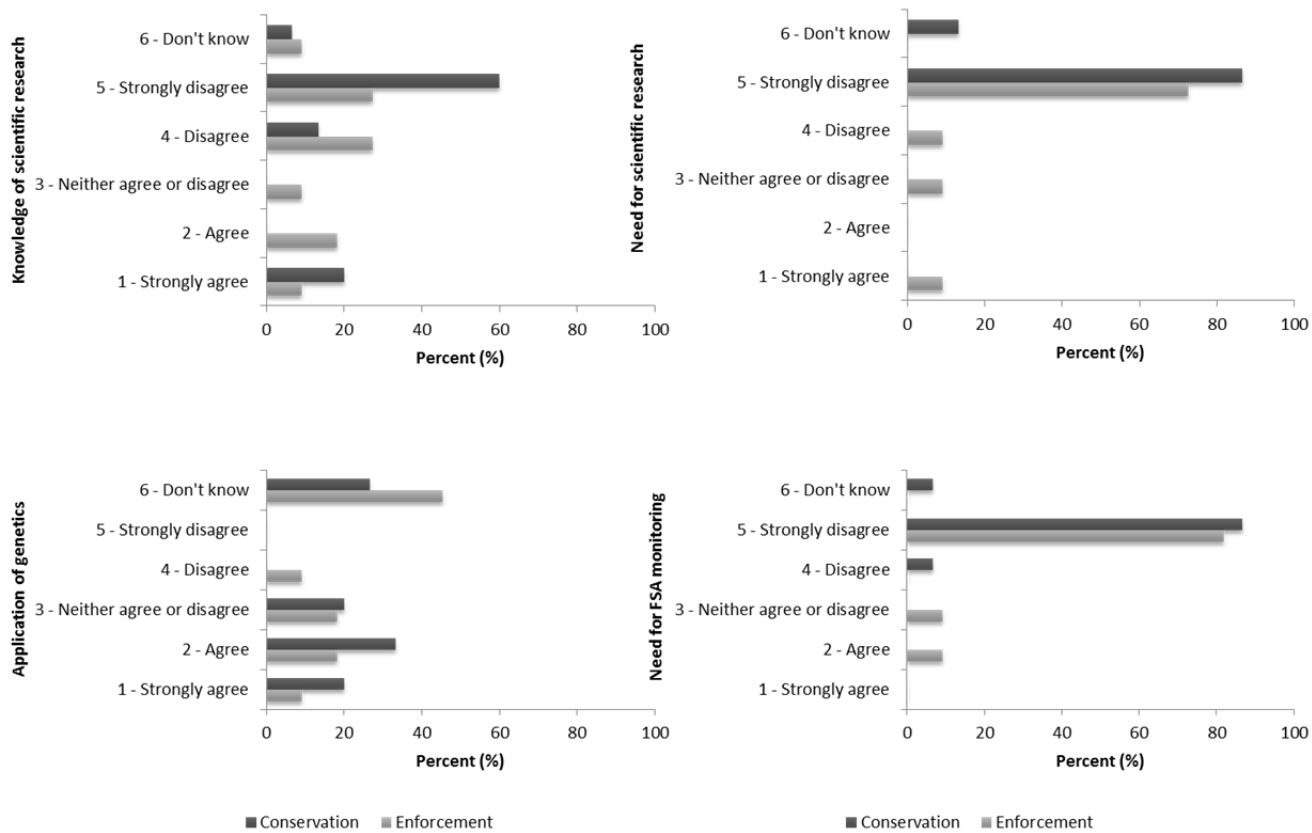 Knowledge of scientific research
6 - Don't know
5 - Strongly disagree
4 - Disagree
3 - Neither agree or disagree
2 - Agree
1 - Strongly agree
0 20 40 60 80 100
Percent (%)
Need for scientific research
6 - Don't know
5 - Strongly disagree
4 - Disagree
3 - Neither agree or disagree
2 - Agree
1 - Strongly agree
0 20 40 60 80 100
Percent (%)
Application of genetics
6 - Don't know
5 - Strongly disagree
4 - Disagree
3 - Neither agree or disagree
2 - Agree
1 - Strongly agree
0 20 40 60 80 100
Percent (%)
Conservation Enforcement
Need for FSA monitoring
6 - Don't know
5 - Strongly disagree
4 - Disagree
3 - Neither agree or disagree
2 - Agree
1 - Strongly agree
0 20 40 60 80 100
Percent (%)
Conservation Enforcement